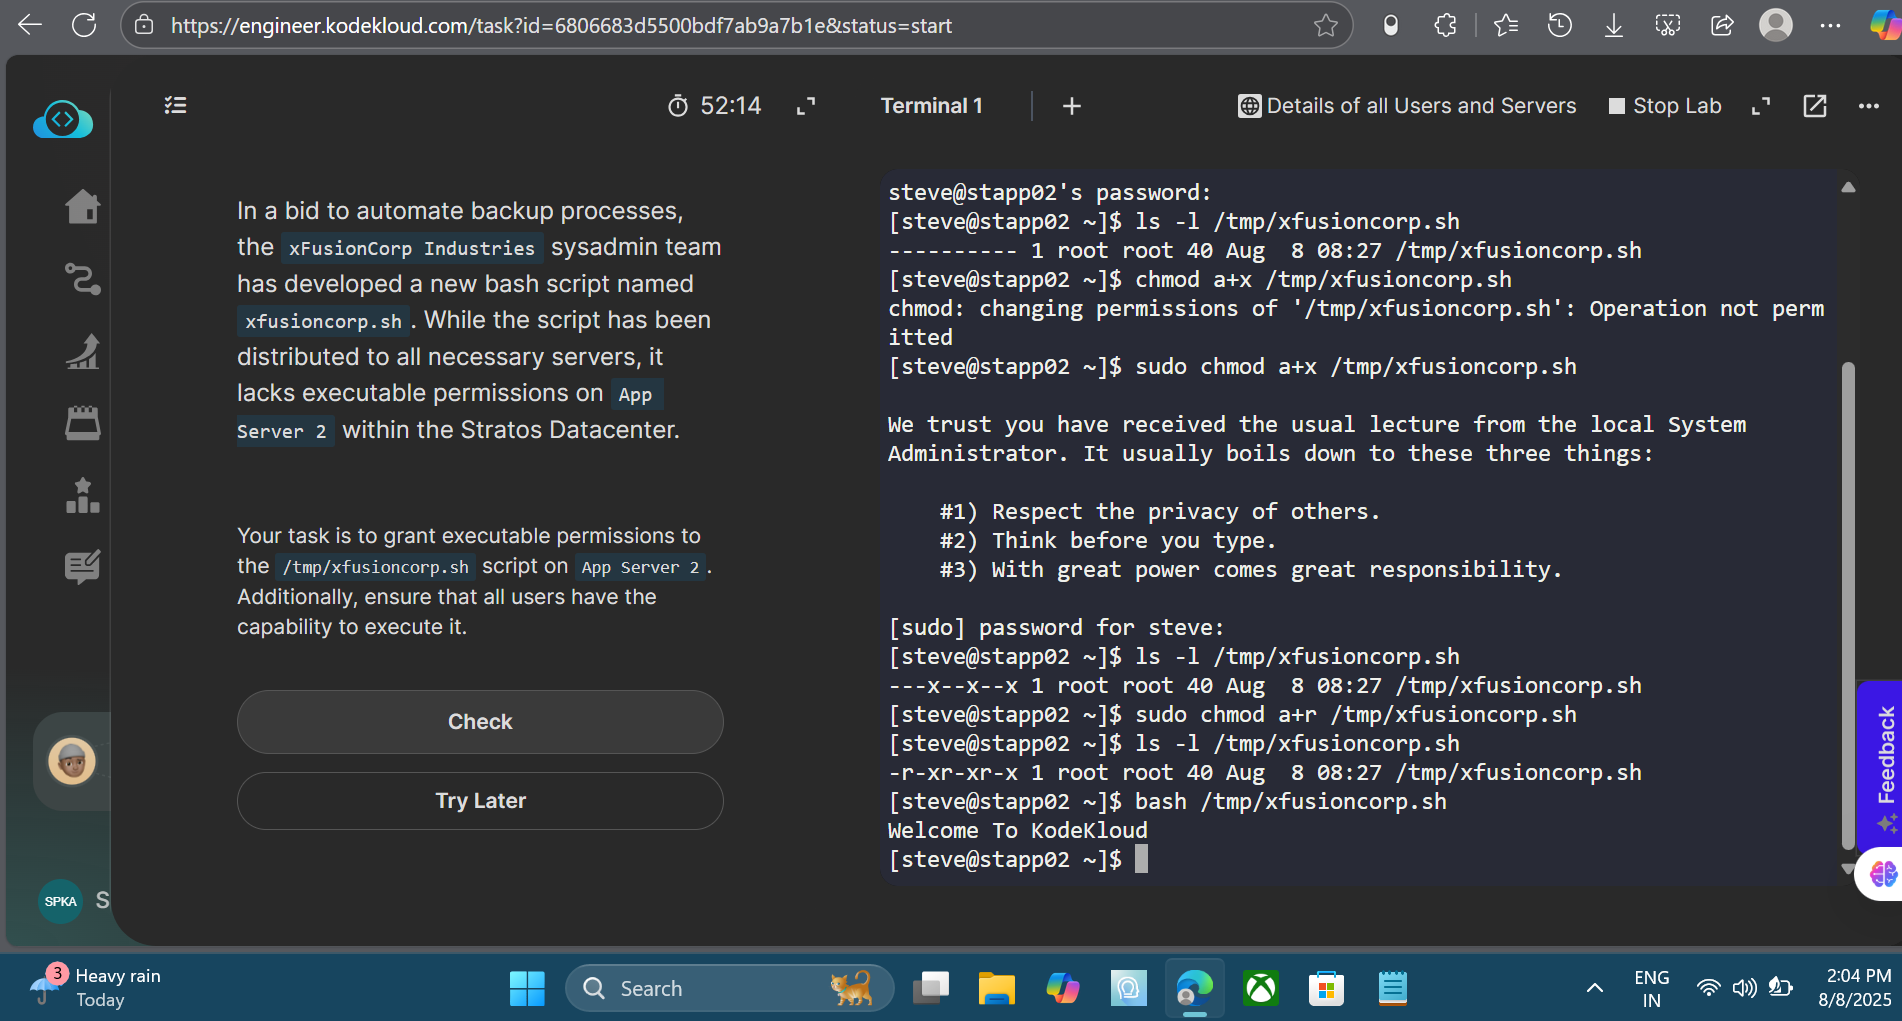 https://engineer.kodekloud.com/task?id=6806683d5500bdf7ab9a7b1e&status=start
52:14
Terminal 1
+
Details of all Users and Servers
Stop Lab
In a bid to automate backup processes,
the xFusionCorp Industries sysadmin team
has developed a new bash script named
xfusioncorp.sh. While the script has been
distributed to all necessary servers, it
lacks executable permissions on App
Server 2 within the Stratos Datacenter.
Your task is to grant executable permissions to
the /tmp/xfusioncorp.sh script on App Server 2.
Additionally, ensure that all users have the
capability to execute it.
Check
Try Later
SPKA
S
steve@stapp02's password:
[steve@stapp02 ~]$ ls -l /tmp/xfusioncorp.sh
---------- 1 root root 40 Aug  8 08:27 /tmp/xfusioncorp.sh
[steve@stapp02 ~]$ chmod a+x /tmp/xfusioncorp.sh
chmod: changing permissions of '/tmp/xfusioncorp.sh': Operation not perm
itted
[steve@stapp02 ~]$ sudo chmod a+x /tmp/xfusioncorp.sh
We trust you have received the usual lecture from the local System
Administrator. It usually boils down to these three things:
#1) Respect the privacy of others.
#2) Think before you type.
#3) With great power comes great responsibility.
[sudo] password for steve:
[steve@stapp02 ~]$ ls -l /tmp/xfusioncorp.sh
---x--x--x 1 root root 40 Aug  8 08:27 /tmp/xfusioncorp.sh
[steve@stapp02 ~]$ sudo chmod a+r /tmp/xfusioncorp.sh
[steve@stapp02 ~]$ ls -l /tmp/xfusioncorp.sh
-r-xr-xr-x 1 root root 40 Aug  8 08:27 /tmp/xfusioncorp.sh
[steve@stapp02 ~]$ bash /tmp/xfusioncorp.sh
Welcome To KodeKloud
[steve@stapp02 ~]$
Feedback
3
Heavy rain
Today
Search
ENG
IN
2:04 PM
8/8/2025